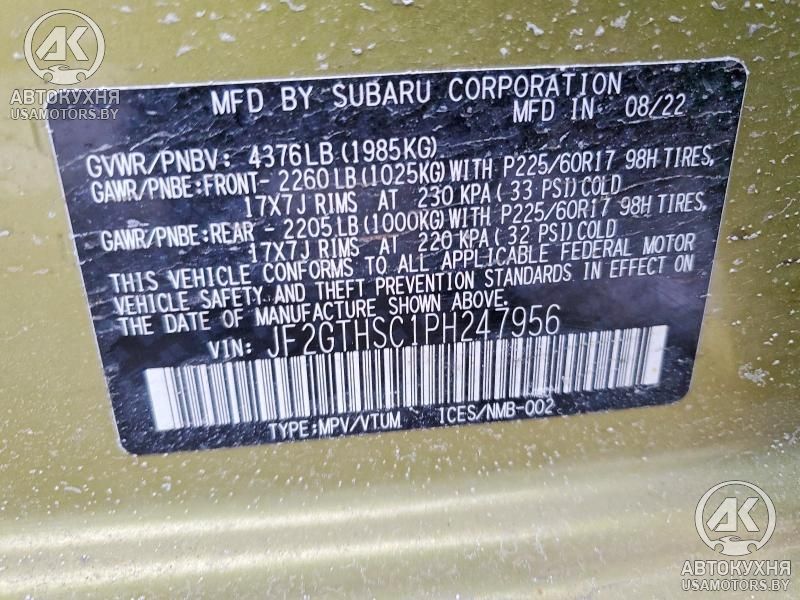 AK
АВТОКУХНЯ
USAMOTORS.BY
MFD BY SUBARU CORPORATION
MFD IN 08/22
GVWR/PNBV: 4376LB(1985KG)
GAWR/PNBE:FRONT- 2260LB(1025KG)WITH P225/60R17 98H TIRES,
17X7J RIMS AT 230 KPA(33 PSI)COLD
GAWR/PNBE:REAR - 2205LB(1000KG)WITH P225/60R17 98H TIRES,
17X7J RIMS AT 220 KPA(32 PSI)COLD
THIS VEHICLE CONFORMS TO ALL APPLICABLE FEDERAL MOTOR
VEHICLE SAFETY AND THEFT PREVENTION STANDARDS IN EFFECT ON
THE DATE OF MANUFACTURE SHOWN ABOVE.
VIN: JF2GTHSC1PH247956
TYPE:MPV/VTUM ICES/NMB-002
AK
АВТОКУХНЯ
USAMOTORS.BY